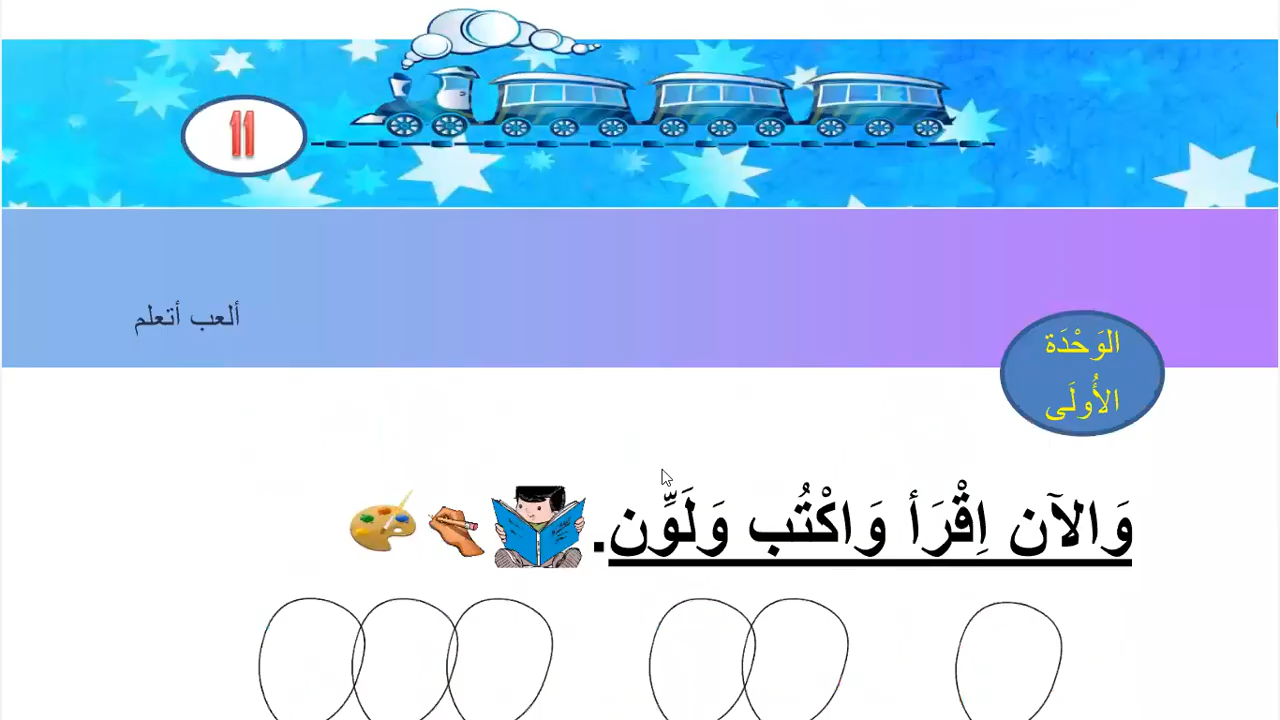 11
ألعب أتعلم
الوَحْدَة
الأُولَى
وَالآن اِقْرَأ وَاكْتُب وَلَوِّن.